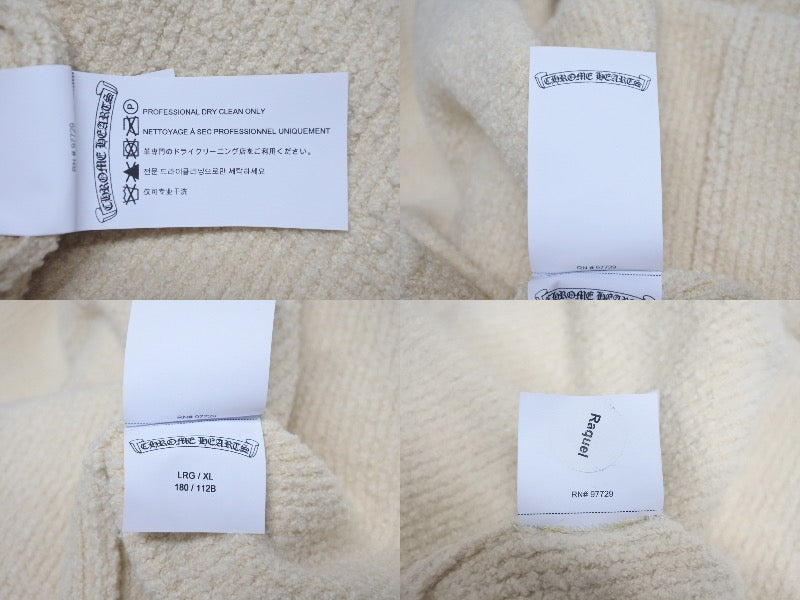 RN# 97729
CHROME HEARTS
P
PROFESSIONAL DRY CLEAN ONLY
NETTOYAGE À SEC PROFESSIONNEL UNIQUEMENT
革専門のドライクリーニング店をご利用ください。
전문 드라이클리닝으로만 세탁하세요
仅可专业干洗
CHROME HEARTS
RN# 97729
CHROME HEARTS
RN# 97729
CHROME HEARTS
LRG / XL
180 / 112B
Raquel
RN# 97729